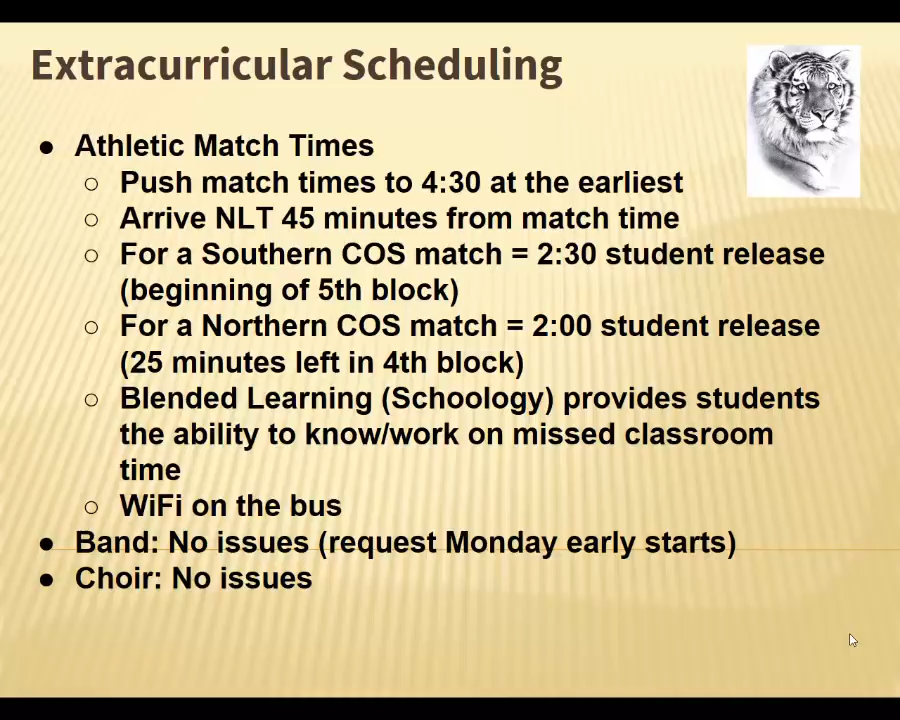 Extracurricular Scheduling
● Athletic Match Times
○ Push match times to 4:30 at the earliest
○ Arrive NLT 45 minutes from match time
○ For a Southern COS match = 2:30 student release
(beginning of 5th block)
○ For a Northern COS match = 2:00 student release
(25 minutes left in 4th block)
○ Blended Learning (Schoology) provides students
the ability to know/work on missed classroom
time
○ WiFi on the bus
● Band: No issues (request Monday early starts)
● Choir: No issues